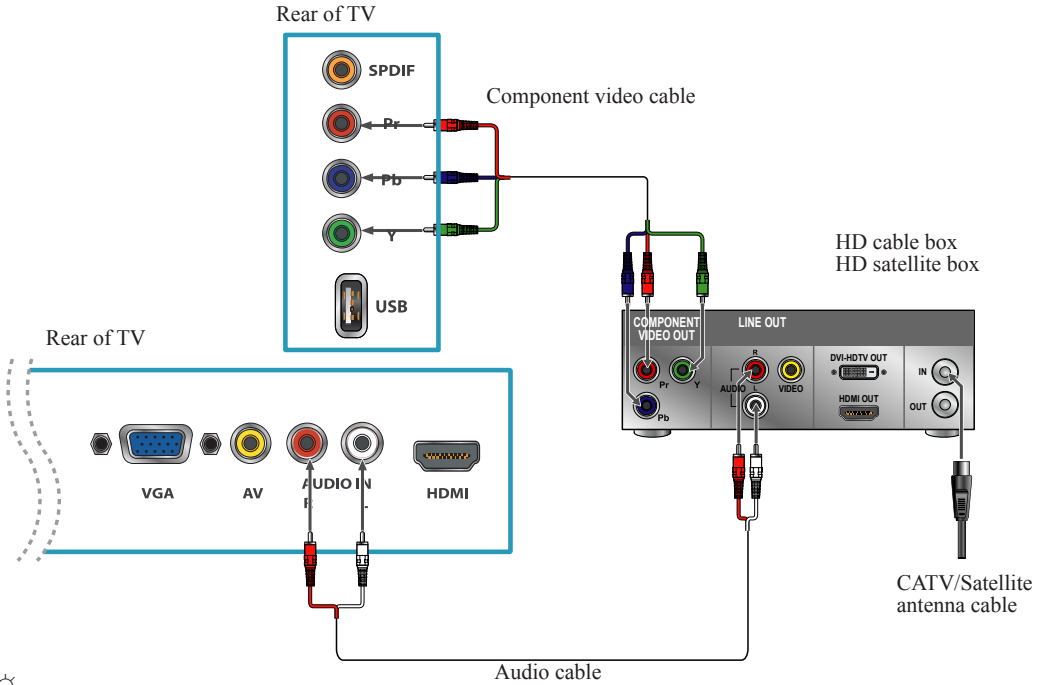 Rear of TV
SPDIF
Pr
Pb
Y
USB
Component video cable
HD cable box
HD satellite box
COMPONENT
VIDEO OUT
LINE OUT
Pr
Y
Pb
R
AUDIO
L
VIDEO
DVI-HDTV OUT
HDMI OUT
IN
OUT
Rear of TV
VGA
AV
AUDIO IN
HDMI
CATV/Satellite
antenna cable
Audio cable